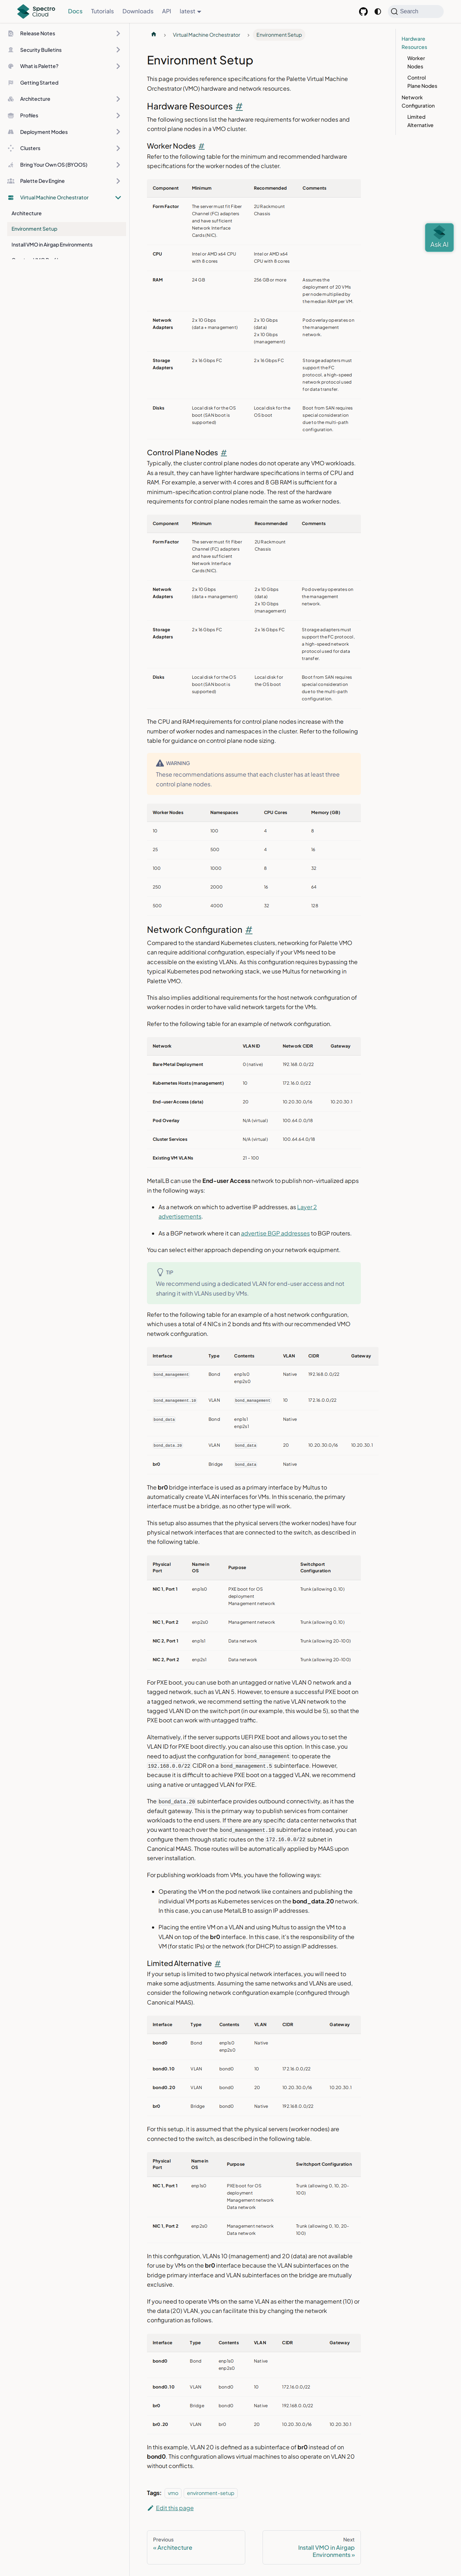 Spectro Cloud
Docs
Tutorials
Downloads
API
latest
Search
Release Notes
Security Bulletins
What is Palette?
Getting Started
Architecture
Profiles
Deployment Modes
Clusters
Bring Your Own OS (BYOOS)
Palette Dev Engine
Virtual Machine Orchestrator
Architecture
Environment Setup
Install VMO in Airgap Environments
Virtual Machine Orchestrator
Environment Setup
Hardware Resources
Worker Nodes
Control Plane Nodes
Network Configuration
Limited Alternative
Ask AI
Environment Setup
This page provides reference specifications for the Palette Virtual Machine
Orchestrator (VMO) hardware and network resources.
Hardware Resources #
The following sections list the hardware requirements for worker nodes and
control plane nodes in a VMO cluster.
Worker Nodes #
Refer to the following table for the minimum and recommended hardware
specifications for the worker nodes of the cluster.
Component Minimum Recommended Comments
Form Factor The server must fit Fiber Channel (FC) adapters and have sufficient Network Interface Cards (NIC). 2U Rackmount Chassis
CPU Intel or AMD x64 CPU with 8 cores Intel or AMD x64 CPU with 8 cores
RAM 24 GB 256 GB or more Assumes the deployment of 20 VMs per node multiplied by the median RAM per VM.
Network Adapters 2 x 10 Gbps (data + management) 2 x 10 Gbps (data) 2 x 10 Gbps (management) Pod overlay operates on the management network.
Storage Adapters 2 x 16 Gbps FC 2 x 16 Gbps FC Storage adapters must support the FC protocol, a high-speed network protocol used for data transfer.
Disks Local disk for the OS boot (SAN boot is supported) Local disk for the OS boot Boot from SAN requires special consideration due to the multi-path configuration.
Control Plane Nodes #
Typically, the cluster control plane nodes do not operate any VMO workloads.
As a result, they can have lighter hardware specifications in terms of CPU and
RAM. For example, a server with 4 cores and 8 GB RAM is sufficient for a
minimum-specification control plane node. The rest of the hardware
requirements for control plane nodes remain the same as worker nodes.
Component Minimum Recommended Comments
Form Factor The server must fit Fiber Channel (FC) adapters and have sufficient Network Interface Cards (NIC). 2U Rackmount Chassis
Network Adapters 2 x 10 Gbps (data + management) 2 x 10 Gbps (data) 2 x 10 Gbps (management) Pod overlay operates on the management network.
Storage Adapters 2 x 16 Gbps FC 2 x 16 Gbps FC Storage adapters must support the FC protocol, a high-speed network protocol used for data transfer.
Disks Local disk for the OS boot (SAN boot is supported) Local disk for the OS boot Boot from SAN requires special consideration due to the multi-path configuration.
The CPU and RAM requirements for control plane nodes increase with the
number of worker nodes and namespaces in the cluster. Refer to the following
table for guidance on control plane node sizing.
WARNING
These recommendations assume that each cluster has at least three
control plane nodes.
Worker Nodes Namespaces CPU Cores Memory (GB)
10 100 4 8
25 500 4 16
100 1000 8 32
250 2000 16 64
500 4000 32 128
Network Configuration #
Compared to the standard Kubernetes clusters, networking for Palette VMO
can require additional configuration, especially if your VMs need to be
accessible on the existing VLANs. As this configuration requires bypassing the
typical Kubernetes pod networking stack, we use Multus for networking in
Palette VMO.
This also implies additional requirements for the host network configuration of
worker nodes in order to have valid network targets for the VMs.
Refer to the following table for an example of network configuration.
Network VLAN ID Network CIDR Gateway
Bare Metal Deployment 0 (native) 192.168.0.0/22
Kubernetes Hosts (management) 10 172.16.0.0/22
End-user Access (data) 20 10.20.30.0/16 10.20.30.1
Pod Overlay N/A (virtual) 100.64.0.0/18
Cluster Services N/A (virtual) 100.64.64.0/18
Existing VM VLANs 21 - 100
MetalLB can use the End-user Access network to publish non-virtualized apps
in the following ways:
As a network on which to advertise IP addresses, as Layer 2
advertisements.
As a BGP network where it can advertise BGP addresses to BGP routers.
You can select either approach depending on your network equipment.
TIP
We recommend using a dedicated VLAN for end-user access and not
sharing it with VLANs used by VMs.
Refer to the following table for an example of a host network configuration,
which uses a total of 4 NICs in 2 bonds and fits with our recommended VMO
network configuration.
Interface Type Contents VLAN CIDR Gateway
bond_management Bond enp1s0 enp2s0 Native 192.168.0.0/22
bond_management.10 VLAN bond_management 10 172.16.0.0/22
bond_data Bond enp1s1 enp2s1 Native
bond_data.20 VLAN bond_data 20 10.20.30.0/16 10.20.30.1
br0 Bridge bond_data Native
The br0 bridge interface is used as a primary interface by Multus to
automatically create VLAN interfaces for VMs. In this scenario, the primary
interface must be a bridge, as no other type will work.
This setup also assumes that the physical servers (the worker nodes) have four
physical network interfaces that are connected to the switch, as described in
the following table.
Physical Port Name in OS Purpose Switchport Configuration
NIC 1, Port 1 enp1s0 PXE boot for OS deployment Management network Trunk (allowing 0, 10)
NIC 1, Port 2 enp2s0 Management network Trunk (allowing 0, 10)
NIC 2, Port 1 enp1s1 Data network Trunk (allowing 20-100)
NIC 2, Port 2 enp2s1 Data network Trunk (allowing 20-100)
For PXE boot, you can use both an untagged or native VLAN 0 network and a
tagged network, such as VLAN 5. However, to ensure a successful PXE boot on
a tagged network, we recommend setting the native VLAN network to the
tagged VLAN ID on the switch port (in our example, this would be 5), so that the
PXE boot can work with untagged traffic.
Alternatively, if the server supports UEFI PXE boot and allows you to set the
VLAN ID for PXE boot directly, you can also use this option. In this case, you
need to adjust the configuration for bond_management to operate the
192.168.0.0/22 CIDR on a bond_management.5 subinterface. However,
because it is difficult to achieve PXE boot on a tagged VLAN, we recommend
using a native or untagged VLAN for PXE.
The bond_data.20 subinterface provides outbound connectivity, as it has the
default gateway. This is the primary way to publish services from container
workloads to the end users. If there are any specific data center networks that
you want to reach over the bond_management.10 subinterface instead, you can
configure them through static routes on the 172.16.0.0/22 subnet in
Canonical MAAS. Those routes will be automatically applied by MAAS upon
server installation.
For publishing workloads from VMs, you have the following ways:
Operating the VM on the pod network like containers and publishing the
individual VM ports as Kubernetes services on the bond_data.20 network.
In this case, you can use MetalLB to assign IP addresses.
Placing the entire VM on a VLAN and using Multus to assign the VM to a
VLAN on top of the br0 interface. In this case, it's the responsibility of the
VM (for static IPs) or the network (for DHCP) to assign IP addresses.
Limited Alternative #
If your setup is limited to two physical network interfaces, you will need to
make some adjustments. Assuming the same networks and VLANs are used,
consider the following network configuration example (configured through
Canonical MAAS).
Interface Type Contents VLAN CIDR Gateway
bond0 Bond enp1s0 enp2s0 Native
bond0.10 VLAN bond0 10 172.16.0.0/22
bond0.20 VLAN bond0 20 10.20.30.0/16 10.20.30.1
br0 Bridge bond0 Native 192.168.0.0/22
For this setup, it is assumed that the physical servers (worker nodes) are
connected to the switch, as described in the following table.
Physical Port Name in OS Purpose Switchport Configuration
NIC 1, Port 1 enp1s0 PXE boot for OS deployment Management network Data network Trunk (allowing 0, 10, 20-100)
NIC 1, Port 2 enp2s0 Management network Data network Trunk (allowing 0, 10, 20-100)
In this configuration, VLANs 10 (management) and 20 (data) are not available
for use by VMs on the br0 interface because the VLAN subinterfaces on the
bridge primary interface and VLAN subinterfaces on the bridge are mutually
exclusive.
If you need to operate VMs on the same VLAN as either the management (10) or
the data (20) VLAN, you can facilitate this by changing the network
configuration as follows.
Interface Type Contents VLAN CIDR Gateway
bond0 Bond enp1s0 enp2s0 Native
bond0.10 VLAN bond0 10 172.16.0.0/22
br0 Bridge bond0 Native 192.168.0.0/22
br0.20 VLAN br0 20 10.20.30.0/16 10.20.30.1
In this example, VLAN 20 is defined as a subinterface of br0 instead of on
bond0. This configuration allows virtual machines to also operate on VLAN 20
without conflicts.
Tags: vmo environment-setup
Edit this page
Previous
« Architecture
Next
Install VMO in Airgap
Environments »